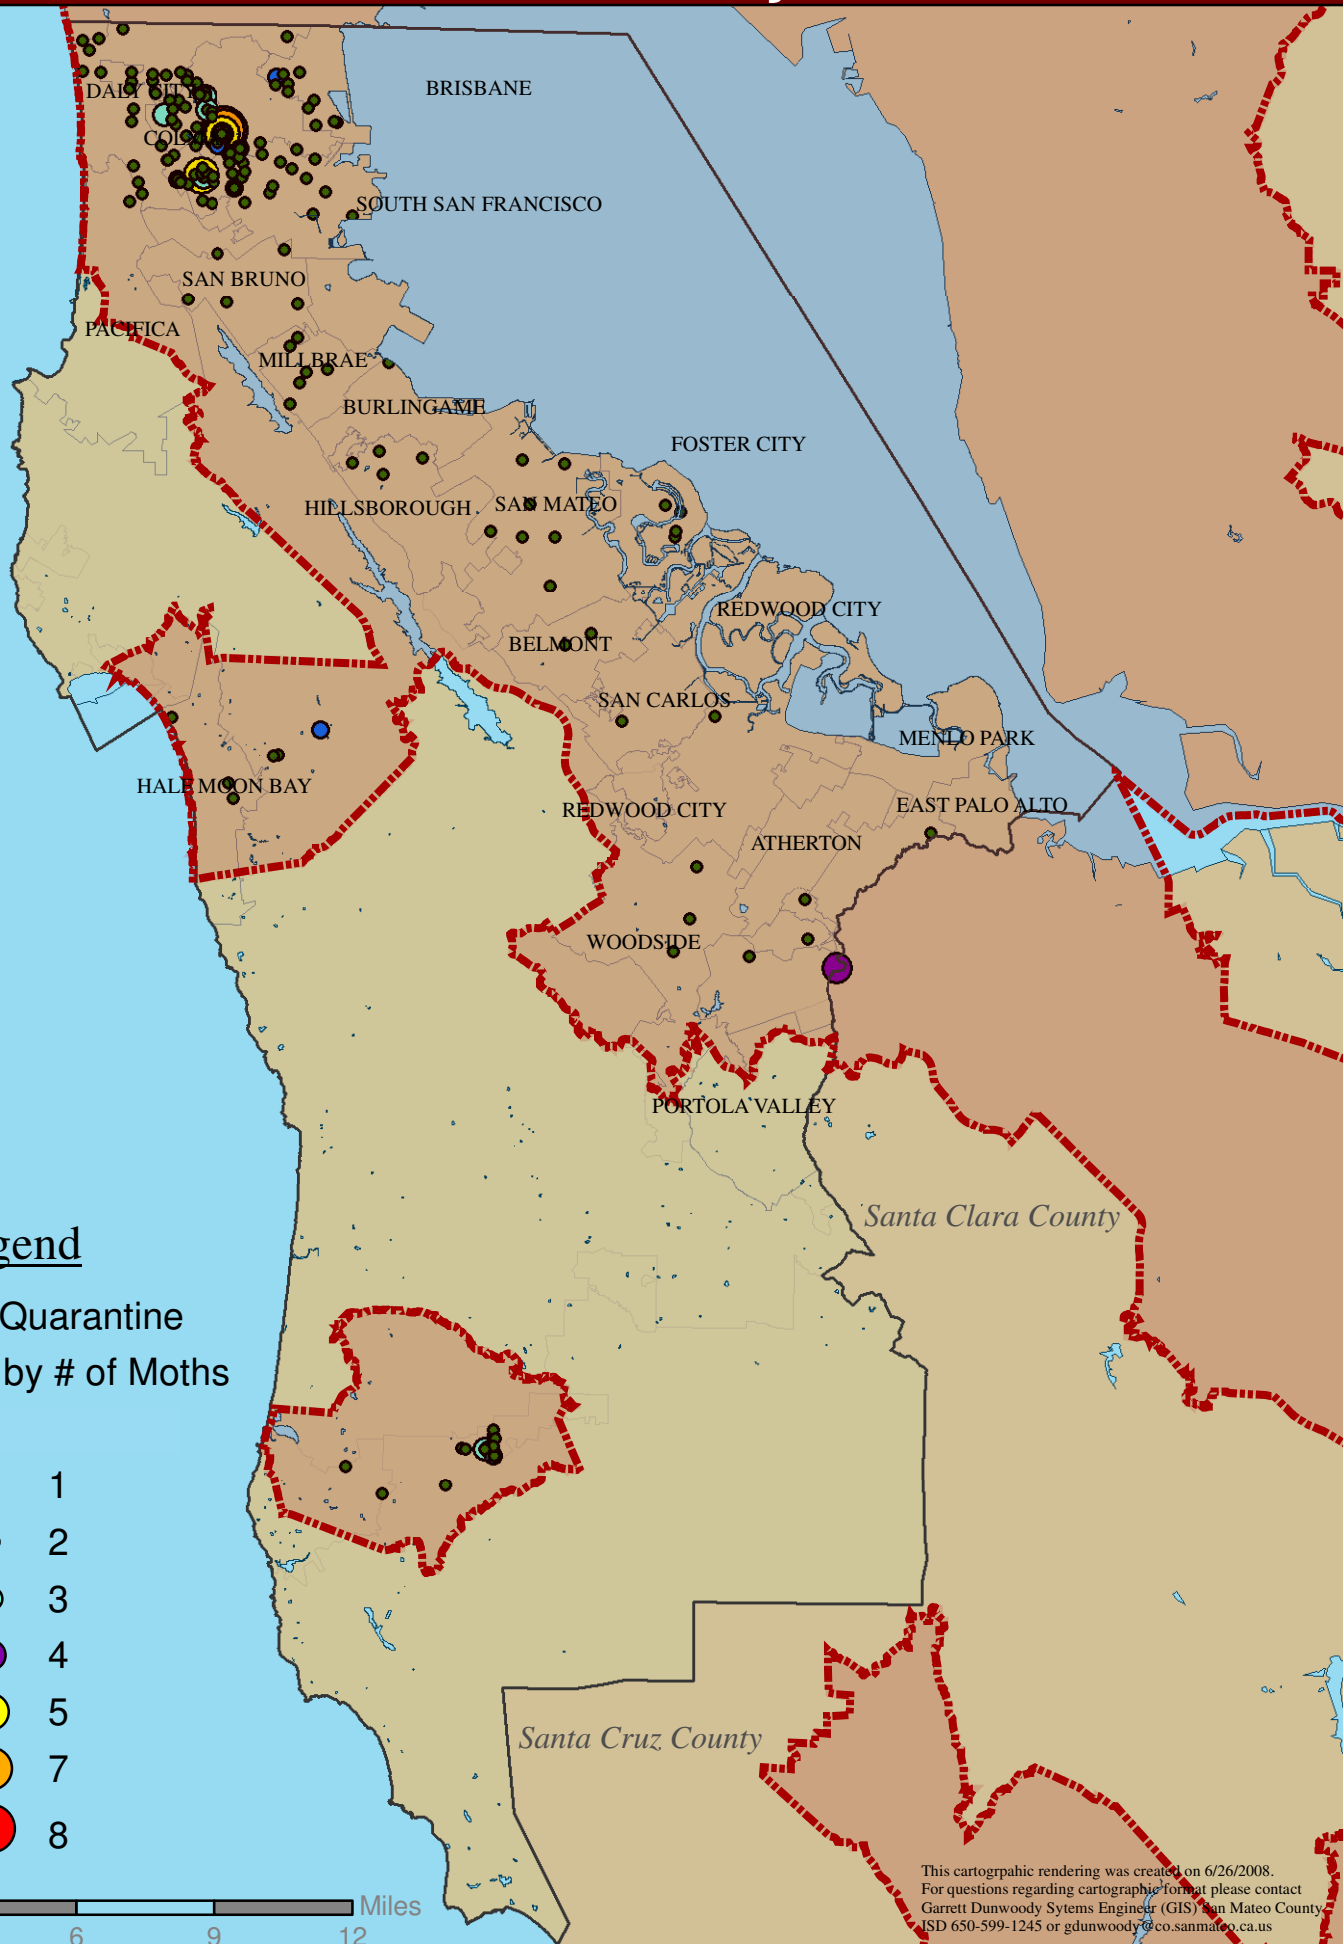 BRISBANE
DALY CITY
SOUTH SAN FRANCISCO
SAN BRUNO
PACIFICA
MILLBRAE
BURLINGAME
FOSTER CITY
HILLSBOROUGH
SAN MATEO
REDWOOD CITY
BELMONT
SAN CARLOS
MENLO PARK
HALF MOON BAY
EAST PALO ALTO
REDWOOD CITY
ATHERTON
WOODSIDE
PORTOLA VALLEY
Santa Clara County
gend
Quarantine
by # of Moths
1
2
3
4
5
7
8
Santa Cruz County
This cartogrpahic rendering was created on 6/26/2008.
For questions regarding cartographic format please contact
Garrett Dunwoody Sytems Engineer (GIS) San Mateo County
ISD 650-599-1245 or gdunwoody@co.sanmateo.ca.us
Miles
6 9 12